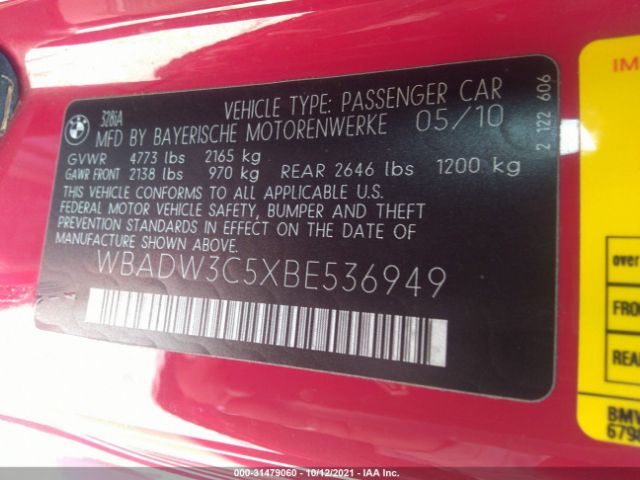 BMW
328iA
VEHICLE TYPE: PASSENGER CAR
MFD BY BAYERISCHE MOTORENWERKE 05/10
GVWR 4773 lbs 2165 kg
GAWR FRONT 2138 lbs 970 kg REAR 2646 lbs 1200 kg
THIS VEHICLE CONFORMS TO ALL APPLICABLE U.S.
FEDERAL MOTOR VEHICLE SAFETY, BUMPER AND THEFT
PREVENTION STANDARDS IN EFFECT ON THE DATE
OF MANUFACTURE SHOWN ABOVE.
WBADW3C5XBE536949
2 122 606
over
FRO
REA
BMW
000-31479060 - 10/12/2021 - IAA Inc.